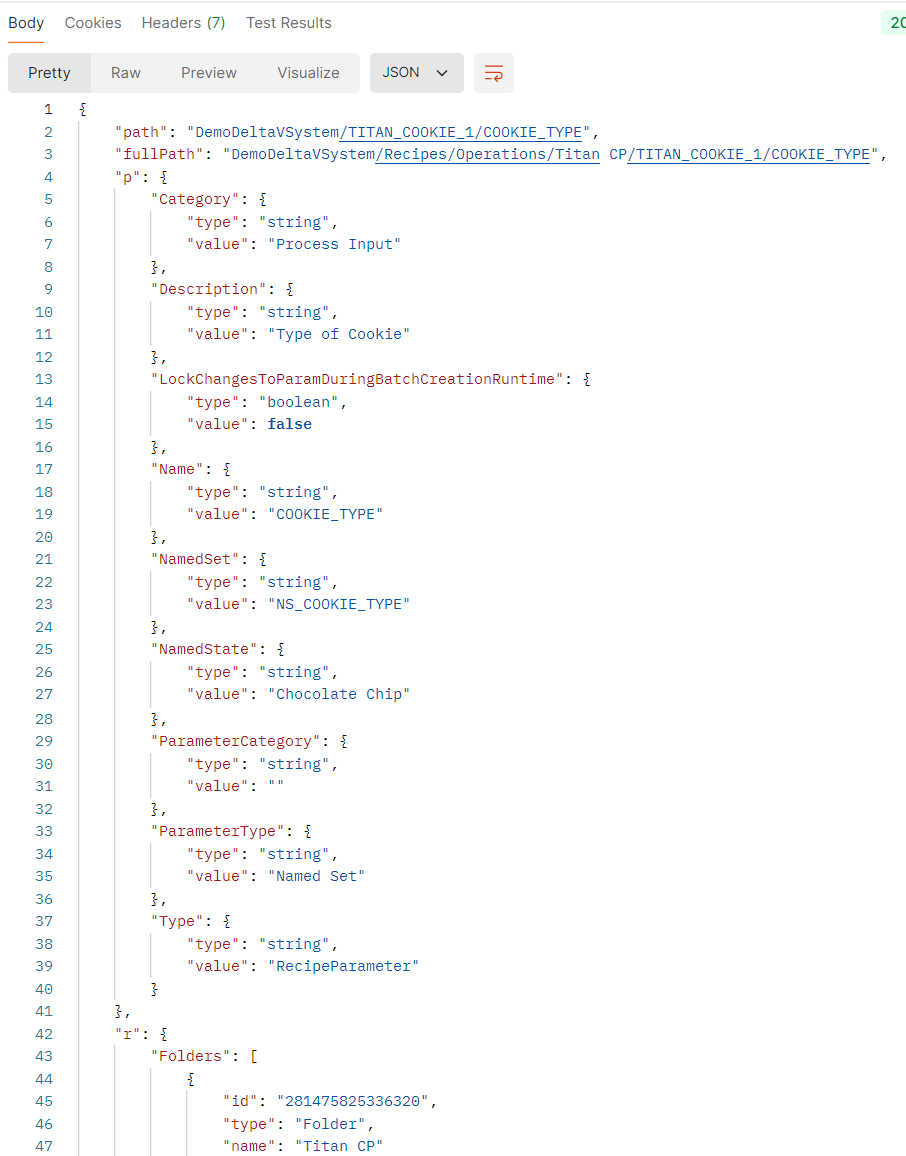 Body Cookies Headers (7) Test Results 20
Pretty Raw Preview Visualize JSON
1 {
2 "path": "DemoDeltaVSystem/TITAN_COOKIE_1/COOKIE_TYPE",
3 "fullPath": "DemoDeltaVSystem/Recipes/Operations/Titan CP/TITAN_COOKIE_1/COOKIE_TYPE",
4 "p": {
5 "Category": {
6 "type": "string",
7 "value": "Process Input"
8 },
9 "Description": {
10 "type": "string",
11 "value": "Type of Cookie"
12 },
13 "LockChangesToParamDuringBatchCreationRuntime": {
14 "type": "boolean",
15 "value": false
16 },
17 "Name": {
18 "type": "string",
19 "value": "COOKIE_TYPE"
20 },
21 "NamedSet": {
22 "type": "string",
23 "value": "NS_COOKIE_TYPE"
24 },
25 "NamedState": {
26 "type": "string",
27 "value": "Chocolate Chip"
28 },
29 "ParameterCategory": {
30 "type": "string",
31 "value": ""
32 },
33 "ParameterType": {
34 "type": "string",
35 "value": "Named Set"
36 },
37 "Type": {
38 "type": "string",
39 "value": "RecipeParameter"
40 }
41 },
42 "r": {
43 "Folders": [
44 {
45 "id": "281475825336320",
46 "type": "Folder",
47 "name": "Titan CP"